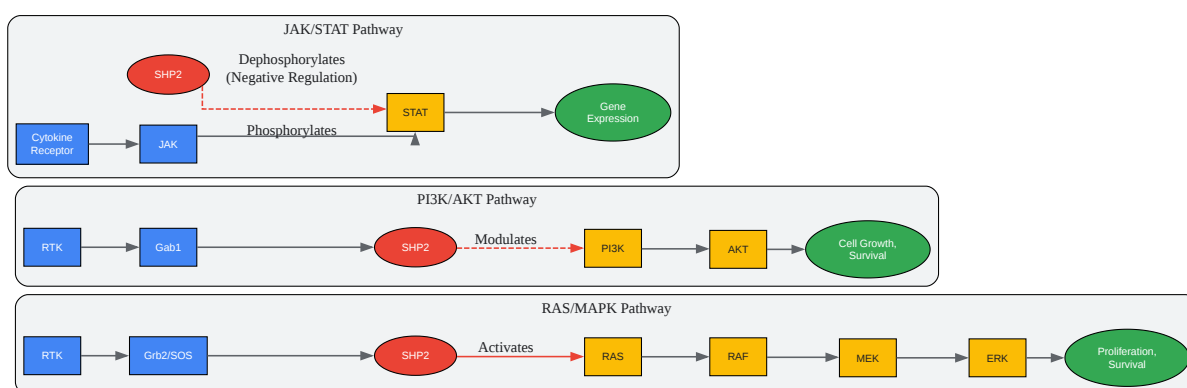 JAK/STAT Pathway
SHP2
Dephosphorylates
(Negative Regulation)
STAT
Gene
Expression
Cytokine
Receptor
JAK
Phosphorylates
PI3K/AKT Pathway
RTK
Gab1
SHP2
Modulates
PI3K
AKT
Cell Growth,
Survival
RAS/MAPK Pathway
RTK
Grb2/SOS
SHP2
Activates
RAS
RAF
MEK
ERK
Proliferation,
Survival